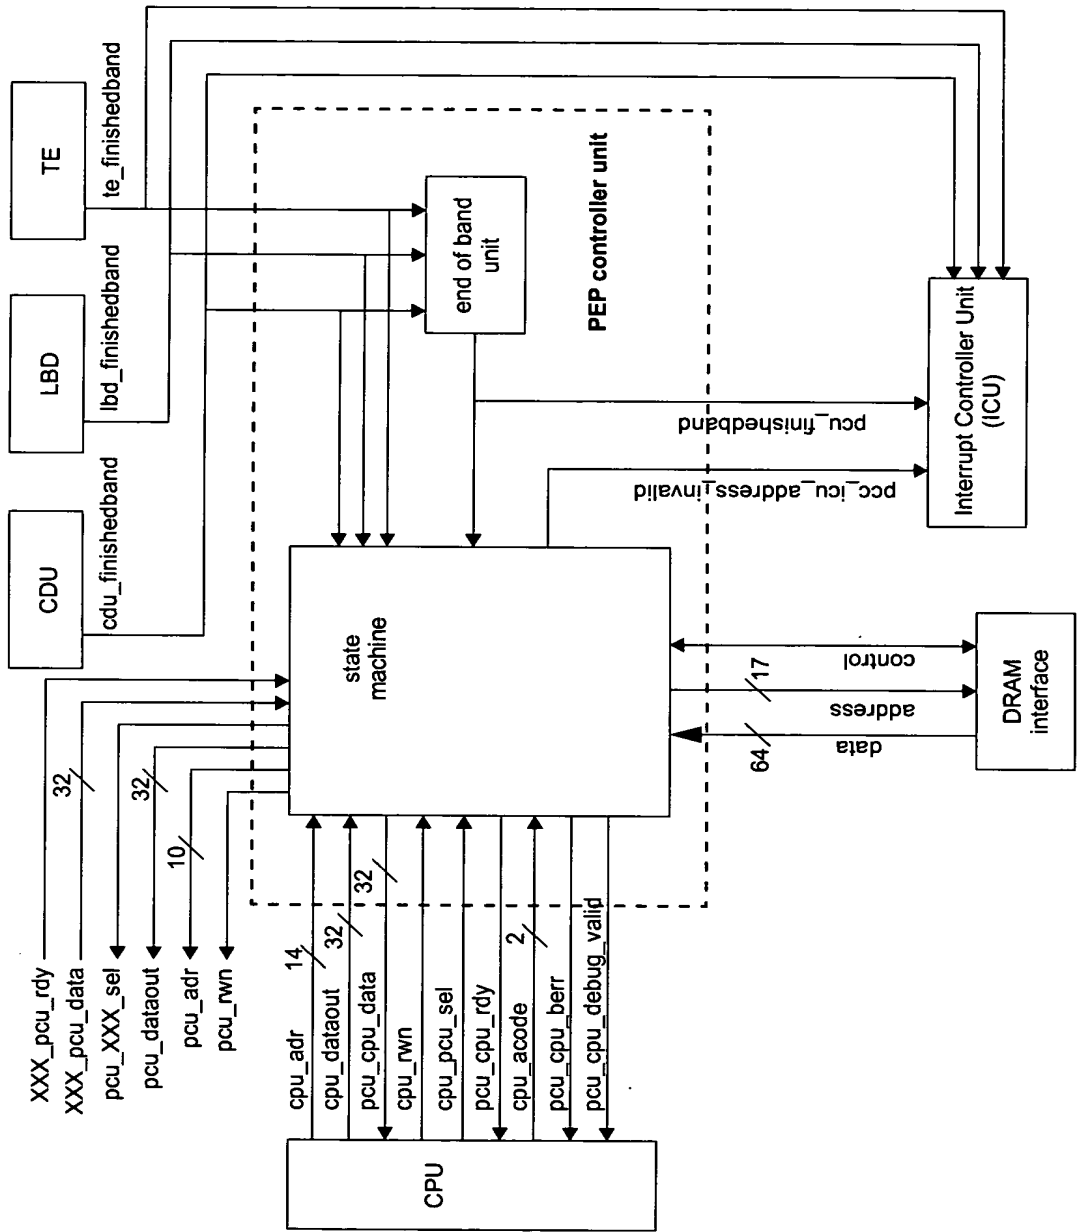 CDU
LBD
TE
cdu_finishedband
lbd_finishedband
te_finishedband
XXX_pcu_rdy
XXX_pcu_data
32
pcu_XXX_sel
pcu_dataout
32
pcu_adr
10
pcu_rwn
cpu_adr
14
cpu_dataout
32
pcu_cpu_data
32
cpu_rwn
cpu_pcu_sel
pcu_cpu_rdy
cpu_acode
2
pcu_cpu_berr
pcu_cpu_debug_valid
CPU
state
machine
end of band
unit
PEP controller unit
pcu_finishedband
pcc_icu_address_invalid
Interrupt Controller Unit
(ICU)
control
17
address
64
data
DRAM
interface